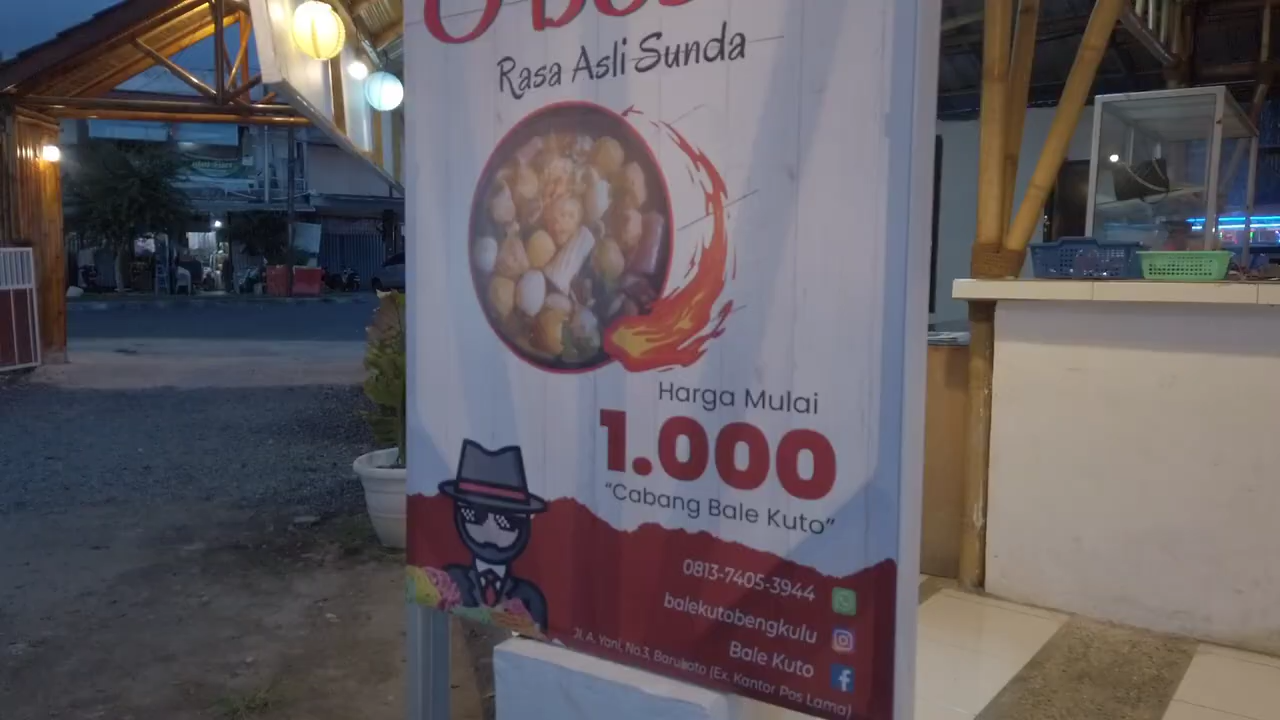 Rasa Asli Sunda
Harga Mulai
1.000
“Cabang Bale Kuto”
0813-7405-3944
balekutobengkulu
Bale Kuto
Jl. A. Yani, No.3, Barukoto (Ex. Kantor Pos Lama)